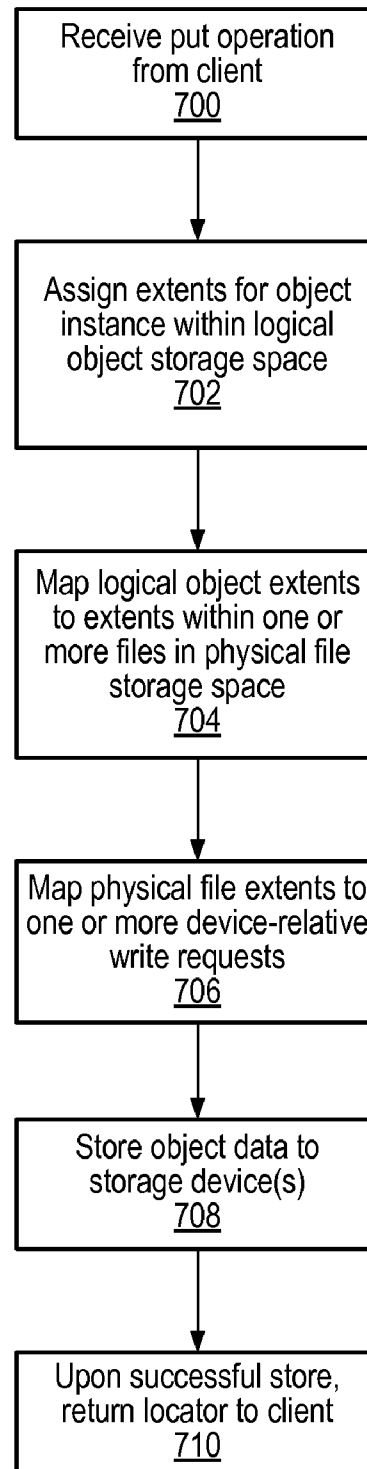 Receive put operation
from client
700
Assign extents for object
instance within logical
object storage space
702
Map logical object extents
to extents within one or
more files in physical file
storage space
704
Map physical file extents to
one or more device-relative
write requests
706
Store object data to
storage device(s)
708
Upon successful store,
return locator to client
710